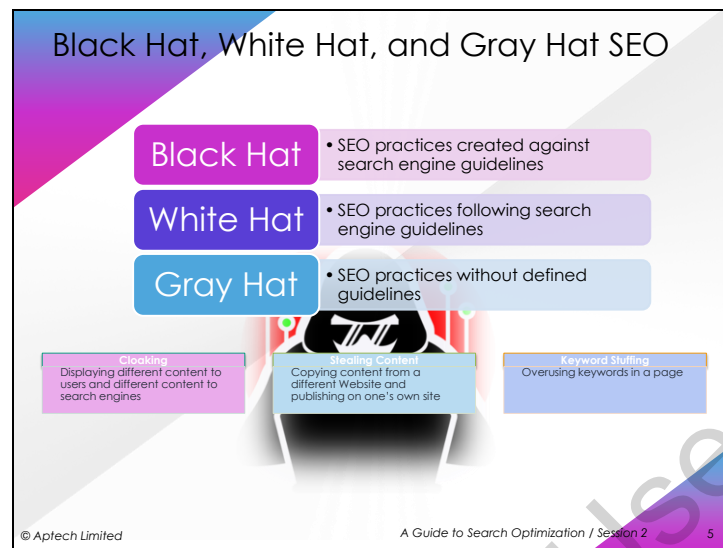 Black Hat, White Hat, and Gray Hat SEO
Black Hat
• SEO practices created against
search engine guidelines
White Hat
• SEO practices following search
engine guidelines
Gray Hat
• SEO practices without defined
guidelines
Cloaking
Displaying different content to
users and different content to
search engines
Stealing Content
Copying content from a
different Website and
publishing on one's own site
Keyword Stuffing
Overusing keywords in a page
© Aptech Limited
A Guide to Search Optimization / Session 2
5
Use